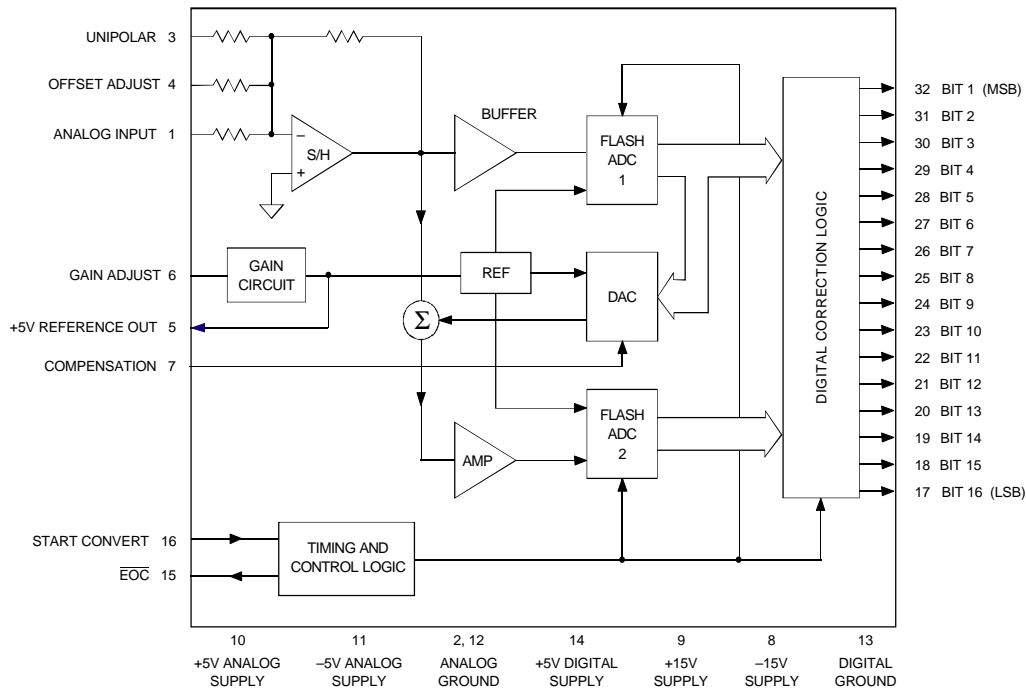 UNIPOLAR 3
OFFSET ADJUST 4
ANALOG INPUT 1
–
S/H
+
BUFFER
FLASH
ADC
1
GAIN ADJUST 6
GAIN
CIRCUIT
REF
DAC
+5V REFERENCE OUT 5
Σ
COMPENSATION 7
AMP
FLASH
ADC
2
START CONVERT 16
E̅O̅C̅ 15
TIMING AND
CONTROL LOGIC
DIGITAL CORRECTION LOGIC
32 BIT 1 (MSB)
31 BIT 2
30 BIT 3
29 BIT 4
28 BIT 5
27 BIT 6
26 BIT 7
25 BIT 8
24 BIT 9
23 BIT 10
22 BIT 11
21 BIT 12
20 BIT 13
19 BIT 14
18 BIT 15
17 BIT 16 (LSB)
10
+5V ANALOG
SUPPLY
11
–5V ANALOG
SUPPLY
2, 12
ANALOG
GROUND
14
+5V DIGITAL
SUPPLY
9
+15V
SUPPLY
8
–15V
SUPPLY
13
DIGITAL
GROUND